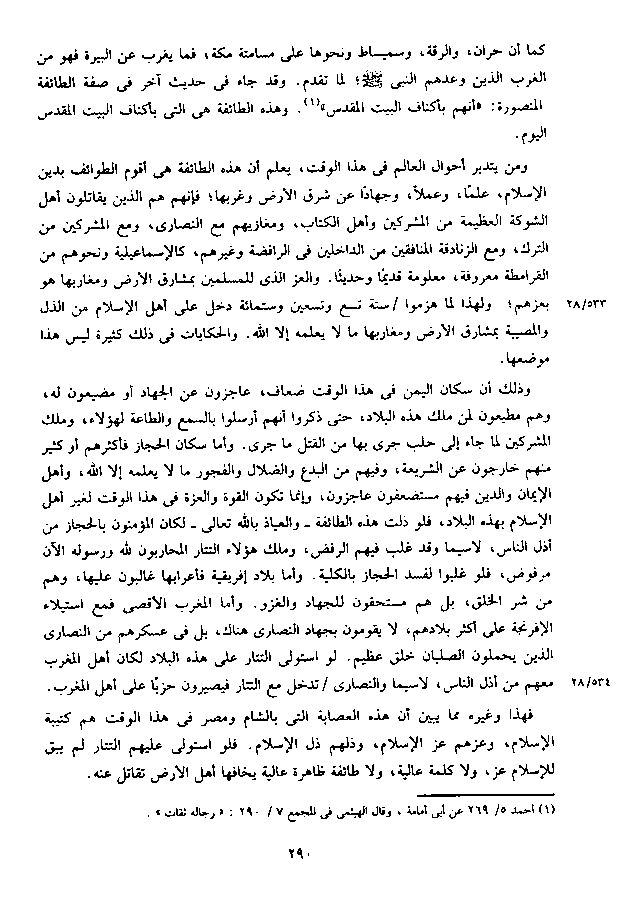 كما أن حران، والرقة، وسميساط ونحوها على مسامتة مكة، فما يغرب عن البيرة فهو من
الغرب الذين وعدهم النبي ﷺ؛ لما تقدم. وقد جاء فى حديث آخر فى صفة الطائفة
المنصورة: «أنهم بأكناف البيت المقدس»(١). وهذه الطائفة هى التى بأكناف البيت المقدس
اليوم.
ومن يتدبر أحوال العالم فى هذا الوقت، يعلم أن هذه الطائفة هى أقوم الطوائف بدين
الإسلام، علمًا، وعملاً، وجهادًا عن شرق الأرض وغربها؛ فإنهم هم الذين يقاتلون أهل
الشوكة العظيمة من المشركين وأهل الكتاب، ومغازيهم مع النصارى، ومع المشركين من
الترك، ومع الزنادقة المنافقين من الداخلين فى الرافضة وغيرهم، كالإسماعيلية ونحوهم من
القرامطة معروفة، معلومة قديمًا وحديثًا. والعز الذى للمسلمين بمشارق الأرض ومغاربها هو
بعزهم؛ ولهذا لما هزموا / سنة تسع وتسعين وستمائة دخل على أهل الإسلام من الذل ٢٨/٥٣٣
والمصيبة بمشارق الأرض ومغاربها ما لا يعلمه إلا الله. والحكايات فى ذلك كثيرة ليس هذا
موضعها.
وذلك أن سكان اليمن فى هذا الوقت ضعاف، عاجزون عن الجهاد أو مضيعون له،
وهم مطيعون لمن ملك هذه البلاد، حتى ذكروا أنهم أرسلوا بالسمع والطاعة لهؤلاء، وملك
المشركين لما جاء إلى حلب جرى بها من القتل ما جرى. وأما سكان الحجاز فأكثرهم أو كثير
منهم خارجون عن الشريعة، وفيهم من البدع والضلال والفجور ما لا يعلمه إلا الله، وأهل
الإيمان والدين فيهم مستضعفون عاجزون، وإنما تكون القوة والعزة فى هذا الوقت لغير أهل
الإسلام بهذه البلاد، فلو ذلت هذه الطائفة ـ والعياذ بالله تعالى ـ لكان المؤمنون بالحجاز من
أذل الناس، لاسيما وقد غلب فيهم الرفض، وملك هؤلاء التتار المحاربون لله ورسوله الآن
مرفوض، فلو غلبوا لفسد الحجاز بالكلية. وأما بلاد إفريقية فأعرابها غالبون عليها، وهم
من شر الخلق، بل هم مستحقون للجهاد والغزو. وأما المغرب الأقصى فمع استيلاء
الإفرنجة على أكثر بلادهم، لا يقومون بجهاد النصارى هناك، بل فى عسكرهم من النصارى
الذين يحملون الصلبان خلق عظيم. لو استولى التتار على هذه البلاد لكان أهل المغرب
معهم من أذل الناس، لاسيما والنصارى / تدخل مع التتار فيصيرون حزبًا على أهل المغرب. ٢٨/٥٣٤
فهذا وغيره مما يبين أن هذه العصابة التى بالشام ومصر فى هذا الوقت هم كتيبة
الإسلام، وعزهم عز الإسلام، وذلهم ذل الإسلام. فلو استولى عليهم التتار لم يبق
للإسلام عز، ولا كلمة عالية، ولا طائفة ظاهرة عالية يخافها أهل الأرض تقاتل عنه.
(١) أحمد ٥/ ٢٦٩ عن أبى أمامة ، وقال الهيثمى فى المجمع ٧/ ٢٩٠ : « رجاله ثقات » .
٢٩٠